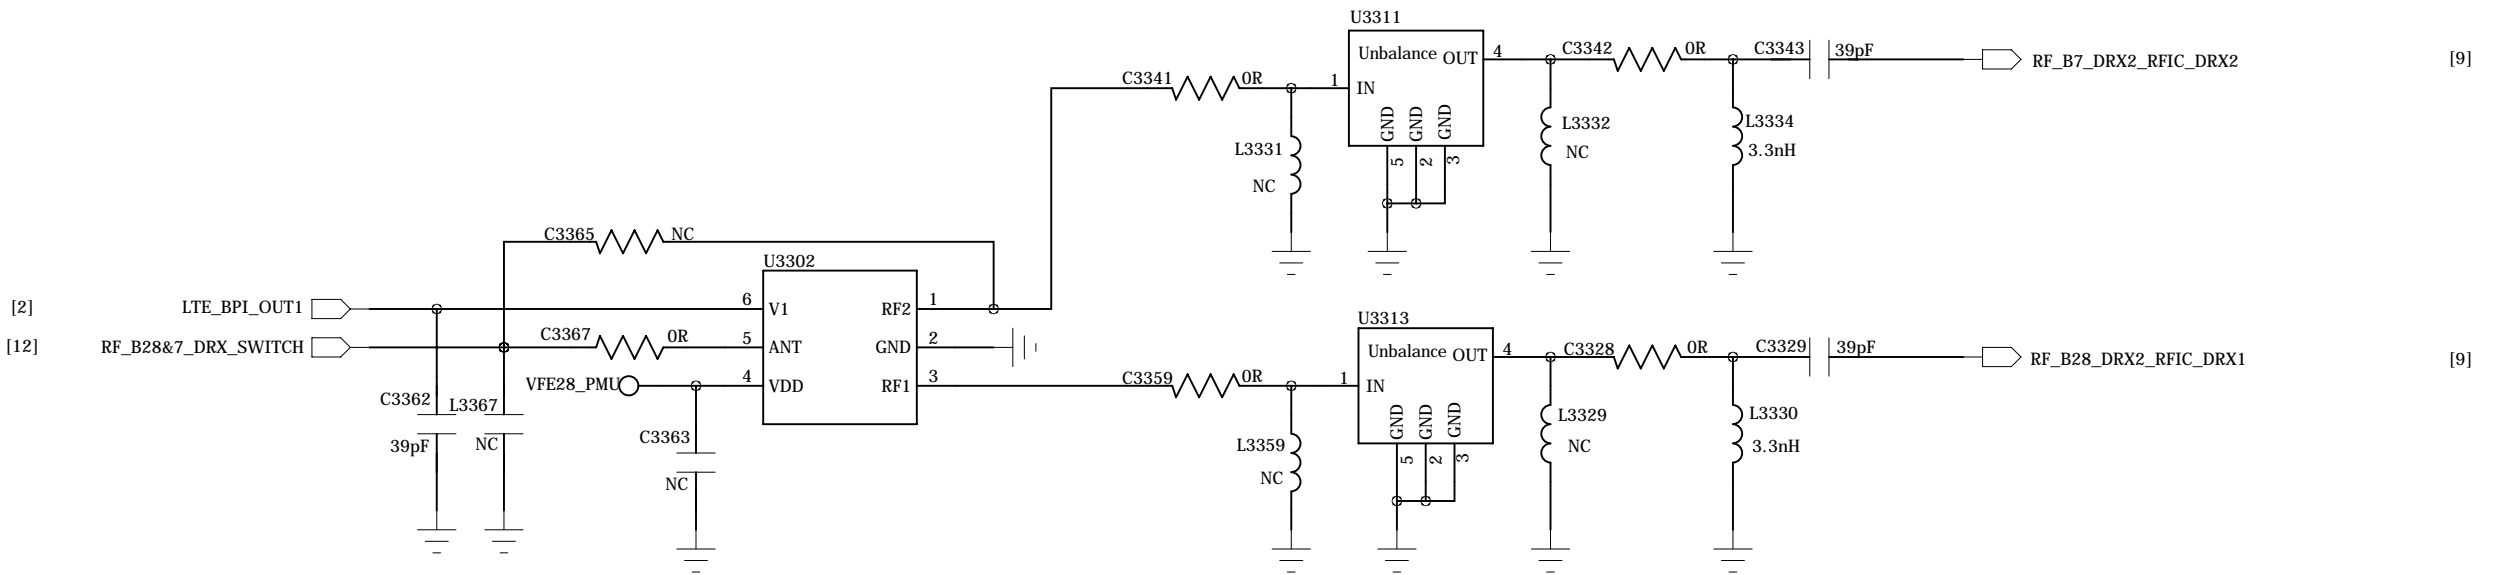 U3311
Unbalance OUT 4
C3342 0R C3343 39pF RF_B7_DRX2_RFIC_DRX2 [9]
C3341 0R 1 IN
GND GND GND
5 2 3
L3331
NC
L3332
NC
L3334
3.3nH
C3365 NC
U3302
[2] LTE_BPI_OUT1 6 V1 RF2 1
[12] RF_B28&7_DRX_SWITCH C3367 0R 5 ANT GND 2
VFE28_PMU 4 VDD RF1 3
C3362
39pF
L3367
NC
C3363
NC
U3313
Unbalance OUT 4
C3328 0R C3329 39pF RF_B28_DRX2_RFIC_DRX1 [9]
C3359 0R 1 IN
GND GND GND
5 2 3
L3359
NC
L3329
NC
L3330
3.3nH